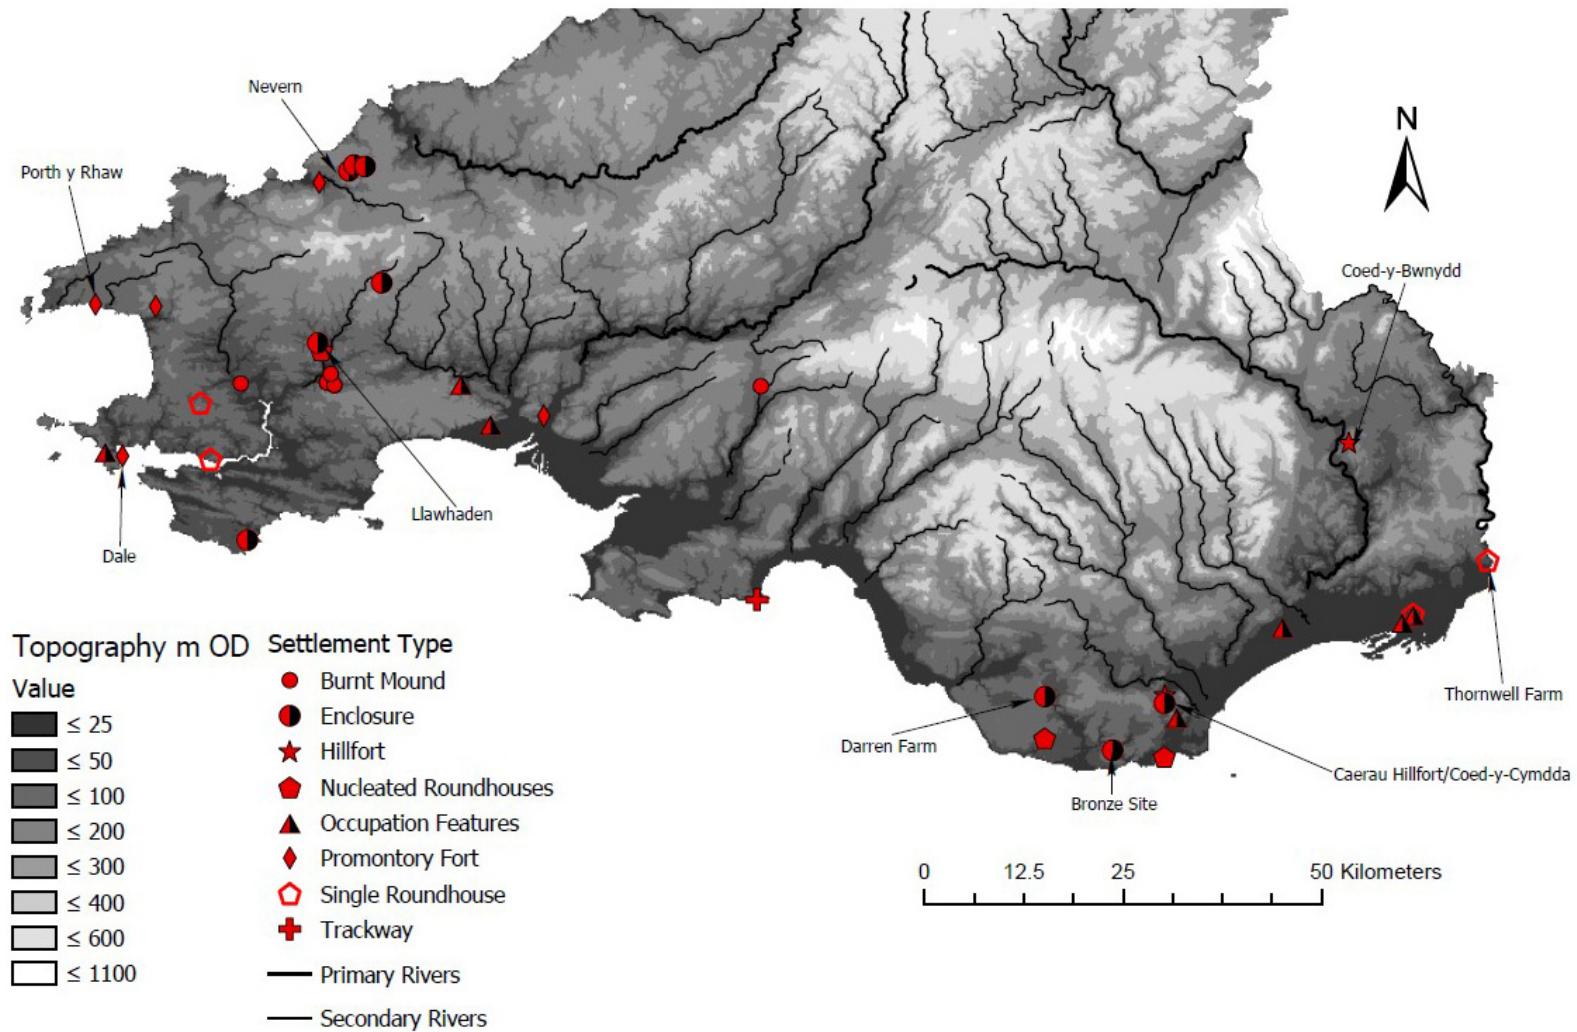 Nevern
N
Porth y Rhaw
Coed-y-Bwnydd
Llawhaden
Dale
Thornwell Farm
Darren Farm
Caerau Hillfort/Coed-y-Cymdda
Bronze Site
Topography m OD
Value
≤ 25
≤ 50
≤ 100
≤ 200
≤ 300
≤ 400
≤ 600
≤ 1100
Settlement Type
Burnt Mound
Enclosure
Hillfort
Nucleated Roundhouses
Occupation Features
Promontory Fort
Single Roundhouse
Trackway
Primary Rivers
Secondary Rivers
0 12.5 25 50 Kilometers